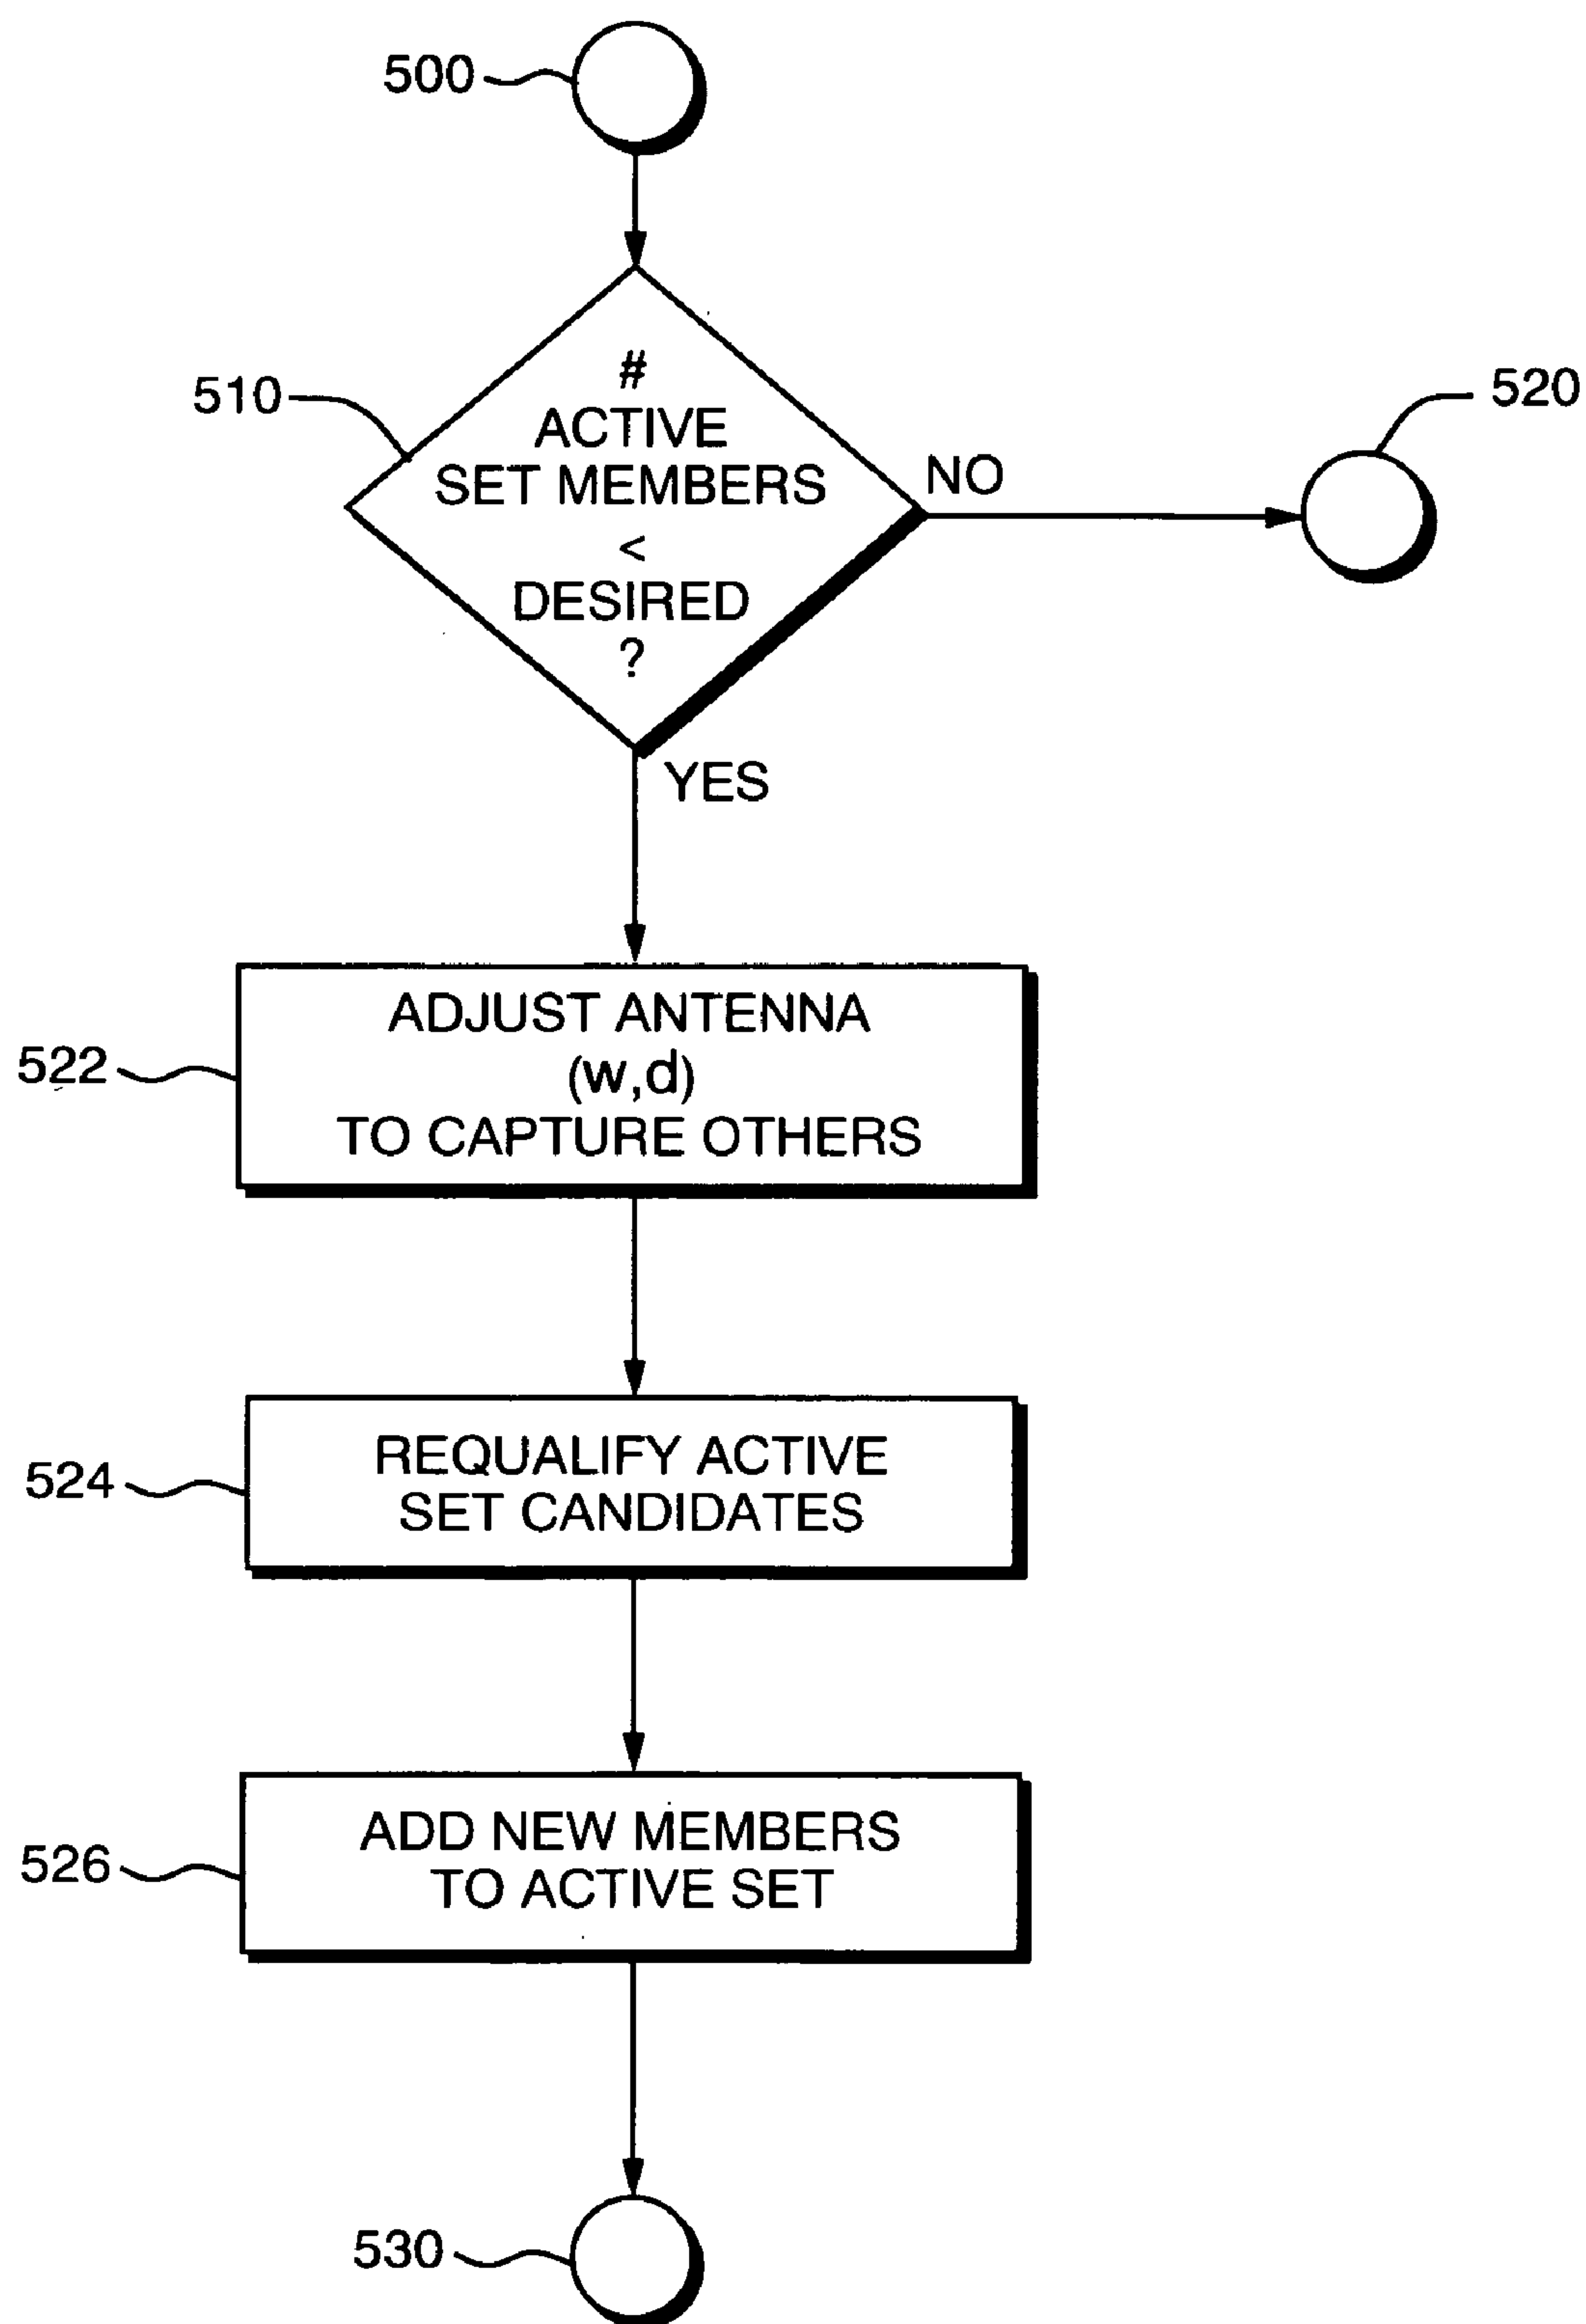 500
#
ACTIVE
SET MEMBERS
<
DESIRED
?
510
NO
520
YES
ADJUST ANTENNA
(w,d)
TO CAPTURE OTHERS
522
REQUALIFY ACTIVE
SET CANDIDATES
524
ADD NEW MEMBERS
TO ACTIVE SET
526
530